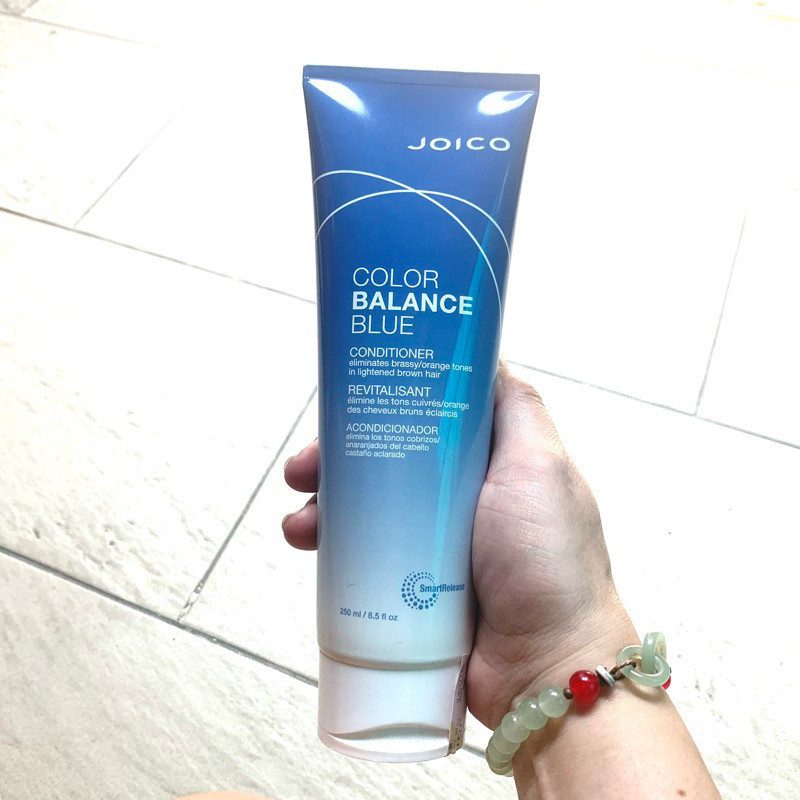 JOICO
COLOR
BALANCE
BLUE
CONDITIONER
eliminates brassy/orange tones
in lightened brown hair
REVITALISANT
élimine les tons cuivrés/orange
des cheveux bruns éclaircis
ACONDICIONADOR
elimina los tonos cobrizos/
anaranjados del cabello
castaño aclarado
SmartRelease
250 ml / 8.5 fl oz